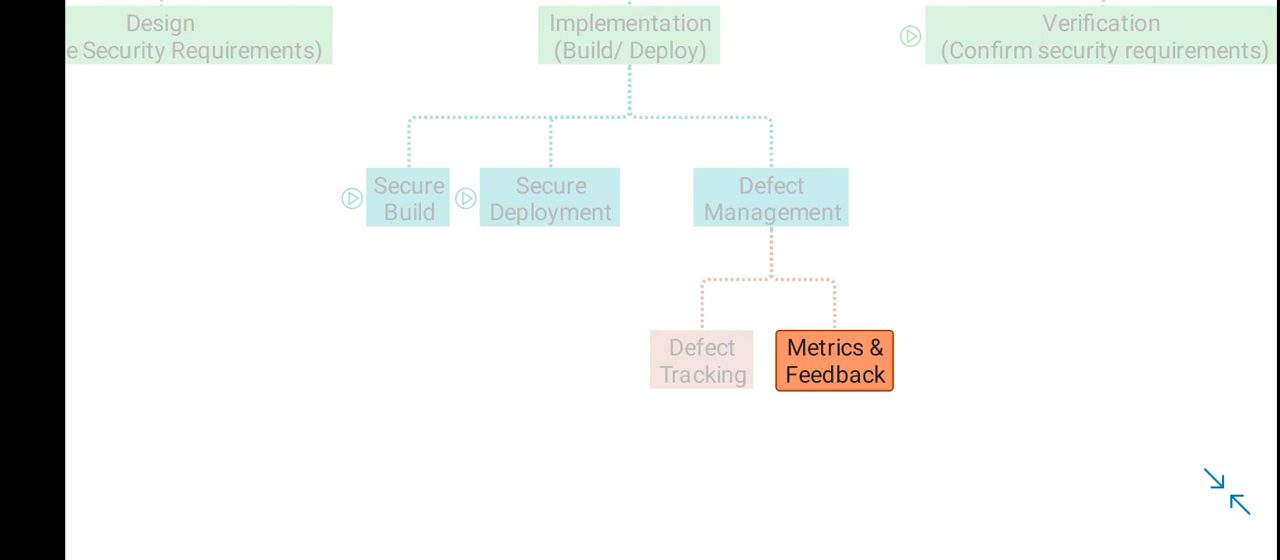 Design
e Security Requirements)
Implementation
(Build/ Deploy)
Verification
(Confirm security requirements)
Secure
Build
Secure
Deployment
Defect
Management
Defect
Tracking
Metrics &
Feedback